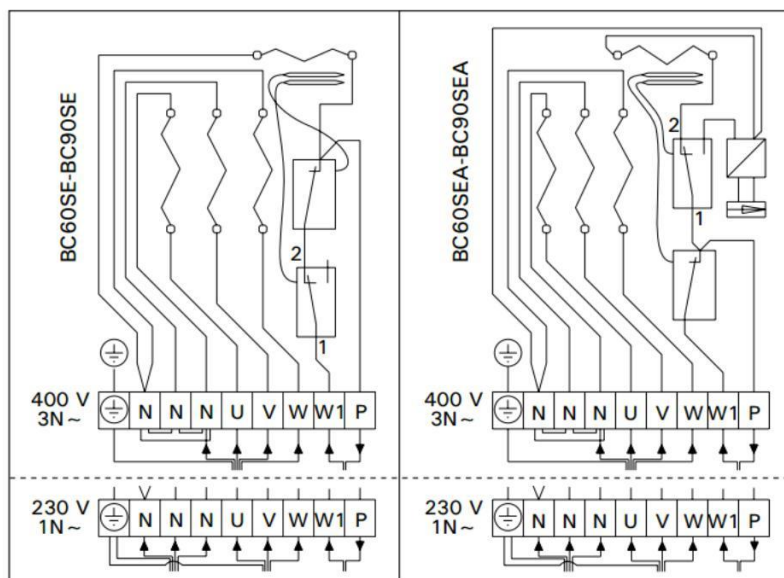 BC60SE-BC90SE
2
1
400 V
3N~
N N N U V W W1 P
230 V
1N~
N N N U V W W1 P
BC60SEA-BC90SEA
2
1
400 V
3N~
N N N U V W W1 P
230 V
1N~
N N N U V W W1 P